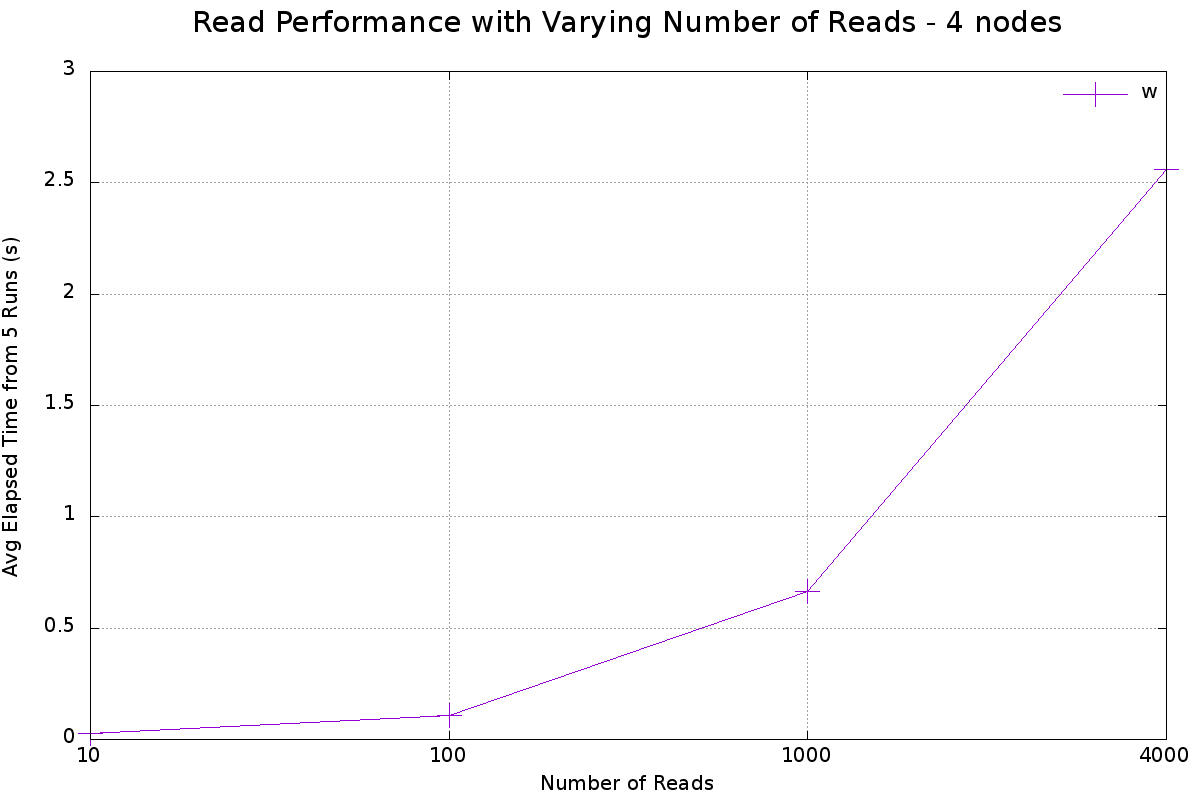 Read Performance with Varying Number of Reads - 4 nodes
w
Avg Elapsed Time from 5 Runs (s)
3
2.5
2
1.5
1
0.5
0
10 100 1000 4000
Number of Reads